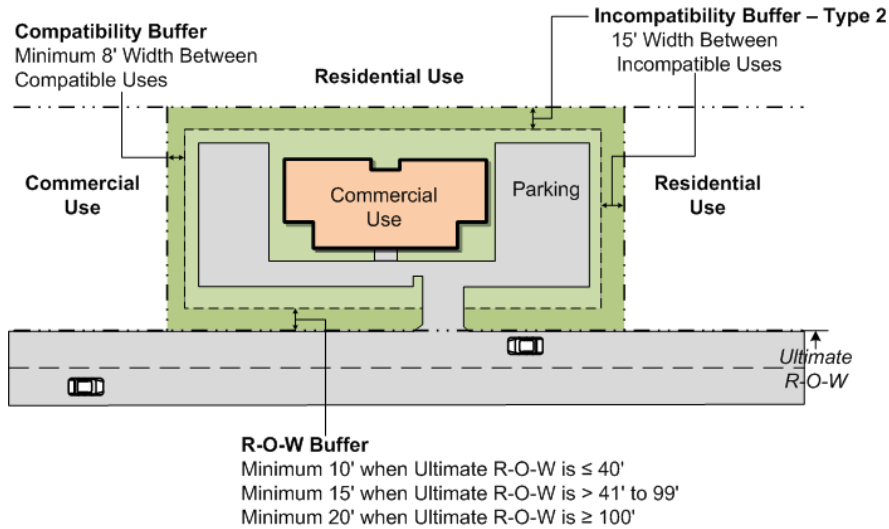 Compatibility Buffer
Minimum 8' Width Between
Compatible Uses
Incompatibility Buffer – Type 2
15' Width Between
Incompatible Uses
Residential Use
Commercial
Use
Commercial
Use
Parking
Residential
Use
Ultimate
R-O-W
R-O-W Buffer
Minimum 10' when Ultimate R-O-W is ≤ 40'
Minimum 15' when Ultimate R-O-W is > 41' to 99'
Minimum 20' when Ultimate R-O-W is ≥ 100'